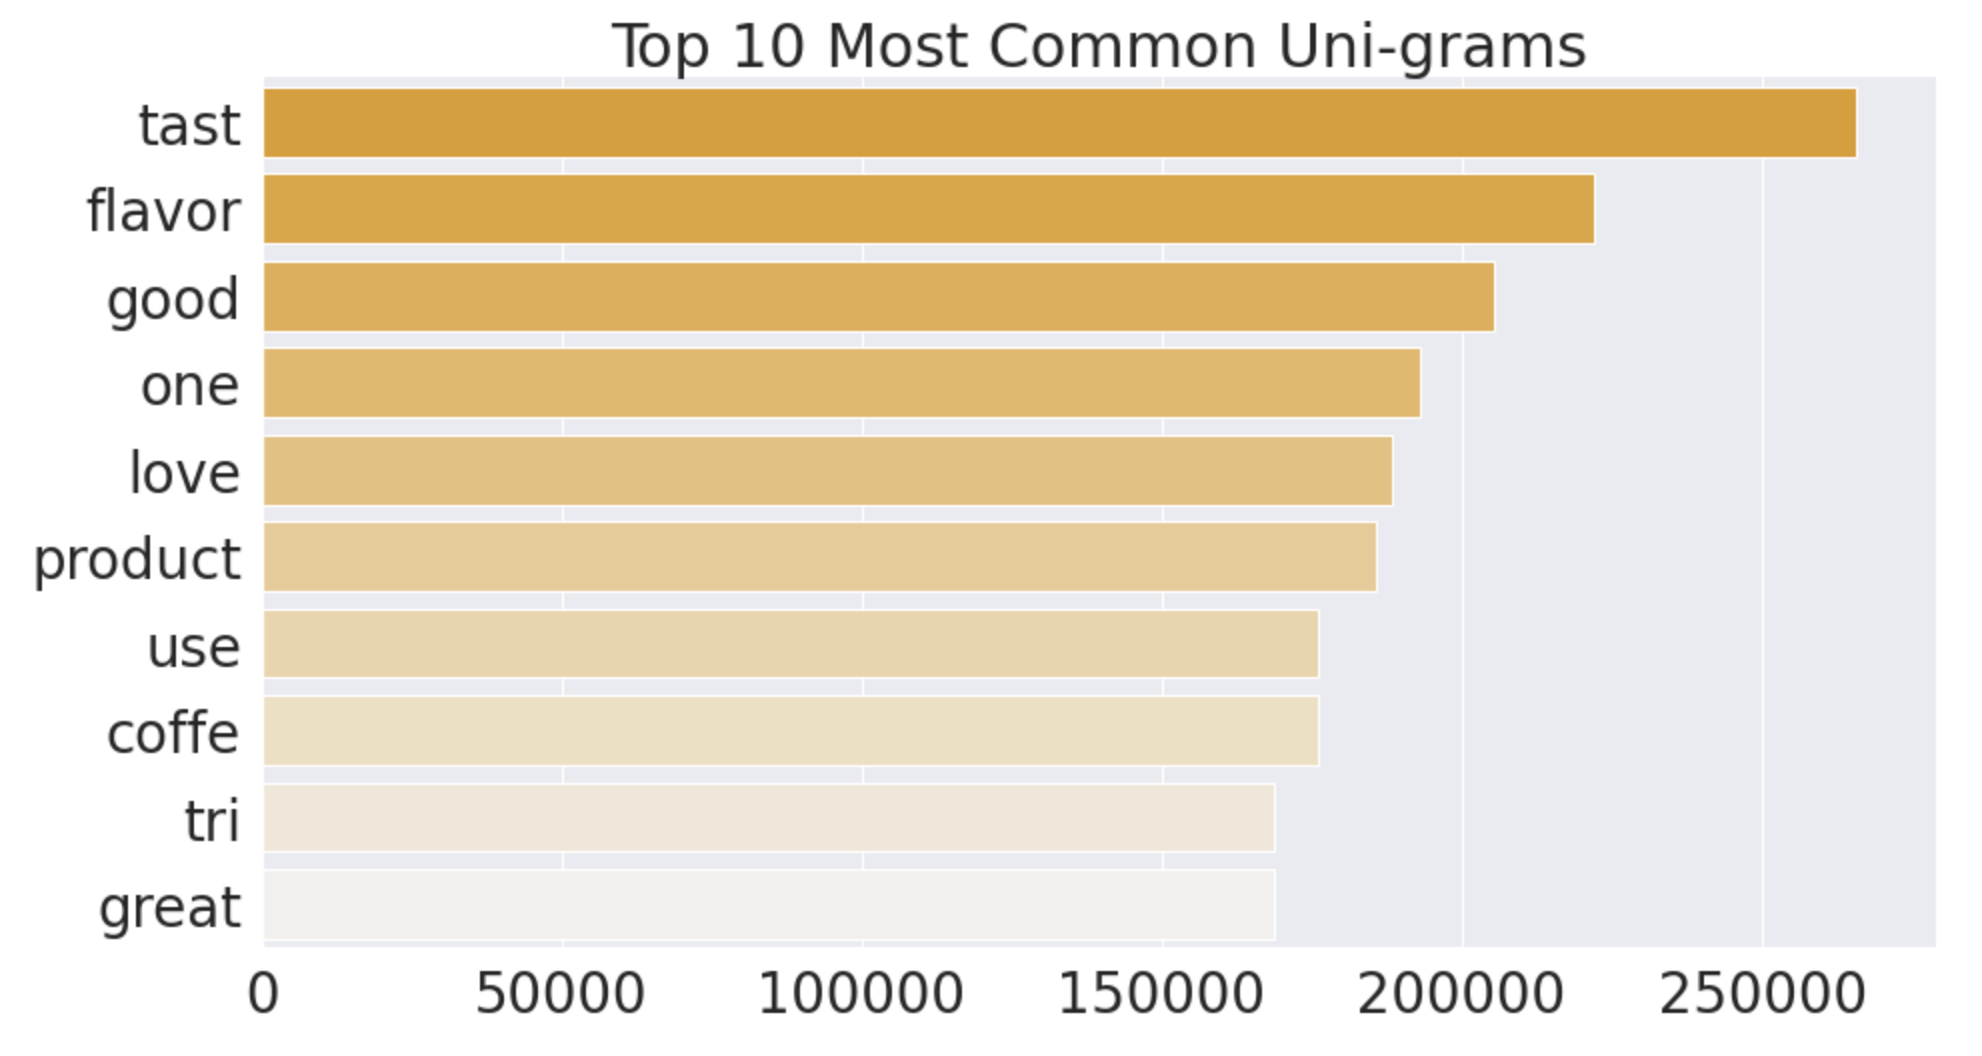 Top 10 Most Common Uni-grams
tast
flavor
good
one
love
product
use
coffe
tri
great
0 50000 100000 150000 200000 250000